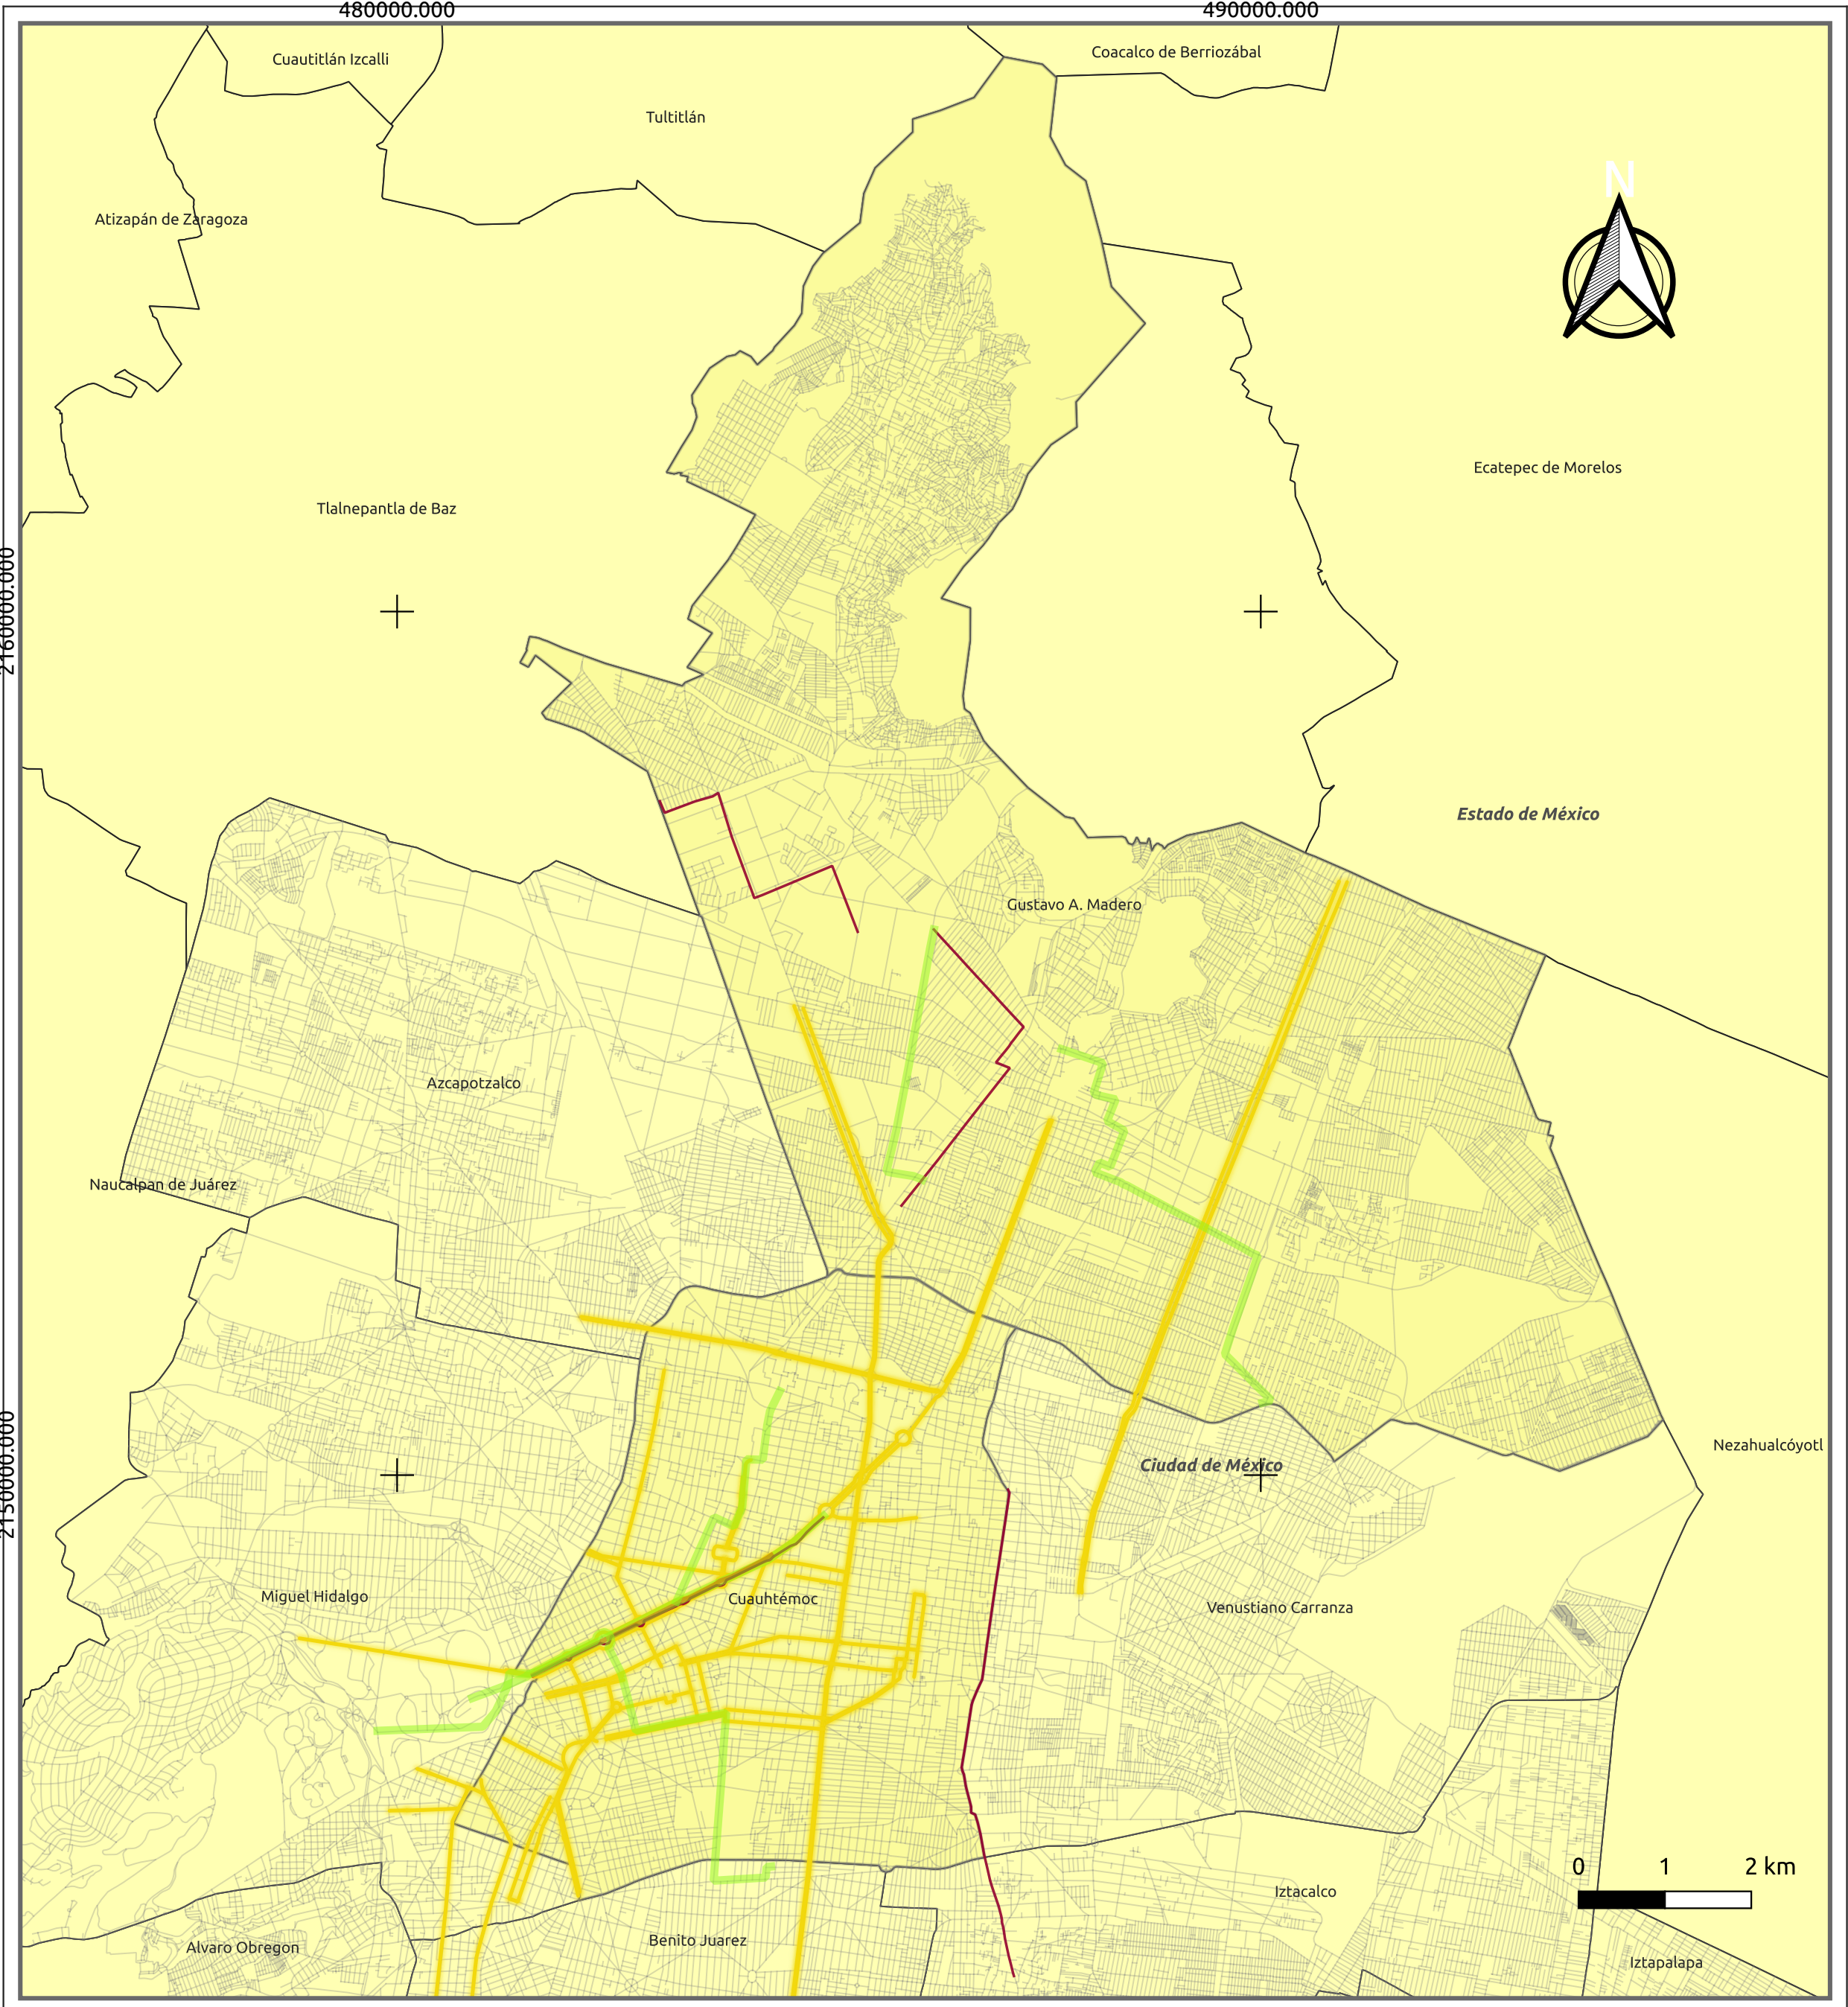 480000.000
490000.000
Cuautitlán Izcalli
Coacalco de Berriozábal
Tultitlán
N
Atizapán de Zaragoza
Ecatepec de Morelos
Tlalnepantla de Baz
2160000.000
Estado de México
Gustavo A. Madero
Azcapotzalco
Naucalpan de Juárez
Nezahualcóyotl
Ciudad de México
2150000.000
Miguel Hidalgo
Cuauhtémoc
Venustiano Carranza
0 1 2 km
Iztacalco
Benito Juarez
Alvaro Obregon
Iztapalapa